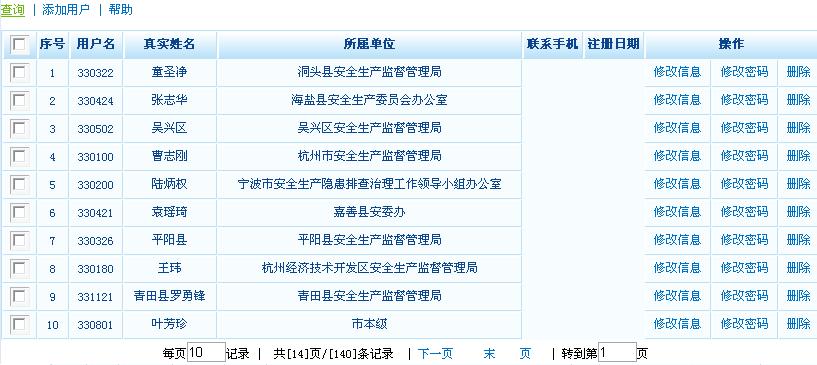 查询 | 添加用户 | 帮助
序号 用户名 真实姓名 所属单位 联系手机 注册日期 操作
1 330322 童圣诤 洞头县安全生产监督管理局 修改信息 修改密码 删除
2 330424 张志华 海盐县安全生产委员会办公室 修改信息 修改密码 删除
3 330502 吴兴区 吴兴区安全生产监督管理局 修改信息 修改密码 删除
4 330100 曹志刚 杭州市安全生产监督管理局 修改信息 修改密码 删除
5 330200 陆炳权 宁波市安全生产隐患排查治理工作领导小组办公室 修改信息 修改密码 删除
6 330421 袁瑶琦 嘉善县安委办 修改信息 修改密码 删除
7 330326 平阳县 平阳县安全生产监督管理局 修改信息 修改密码 删除
8 330180 王玮 杭州经济技术开发区安全生产监督管理局 修改信息 修改密码 删除
9 331121 青田县罗勇锋 青田县安全生产监督管理局 修改信息 修改密码 删除
10 330801 叶芳珍 市本级 修改信息 修改密码 删除
每页10记录 | 共[14]页/[140]条记录 | 下一页 末 页 | 转到第1页